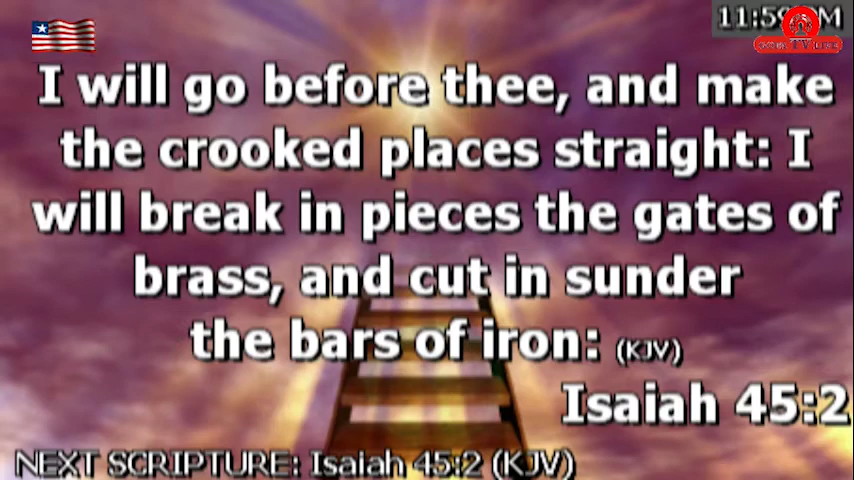 11:59 PM
TV
I will go before thee, and make
the crooked places straight: I
will break in pieces the gates of
brass, and cut in sunder
the bars of iron: (KJV)
Isaiah 45:2
NEXT SCRIPTURE: Isaiah 45:2 (KJV)